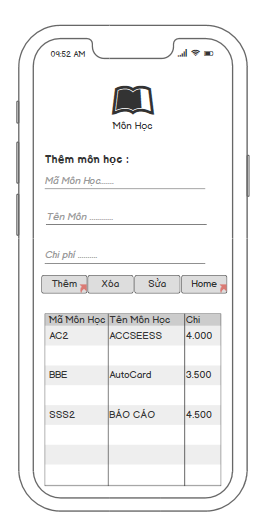 09:52 AM
Môn Học
Thêm môn học :
Mã Môn Học......
Tên Môn ............
Chi phí ..........
Thêm Xóa Sửa Home
Mã Môn Học Tên Môn Học Chi
AC2 ACCSEESS 4.000
BBE AutoCard 3.500
SSS2 BÁO CÁO 4.500